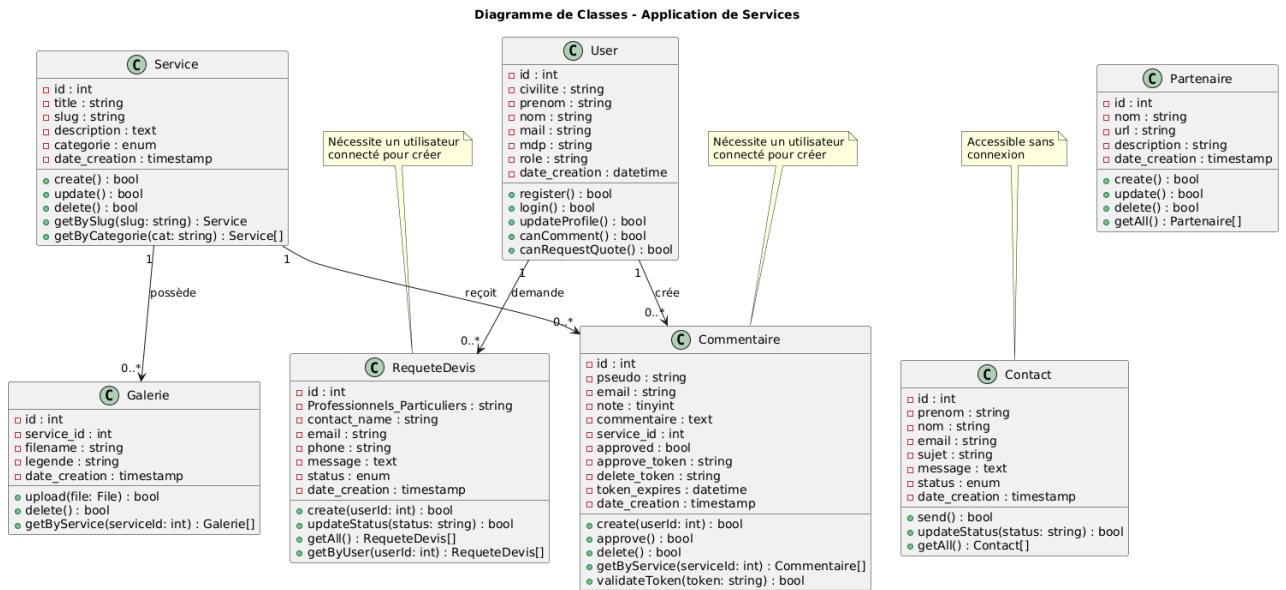 Diagramme de Classes - Application de Services
C Service
id : int
title : string
slug : string
description : text
categorie : enum
date_creation : timestamp
create() : bool
update() : bool
delete() : bool
getBySlug(slug: string) : Service
getByCategorie(cat: string) : Service[]
Nécessite un utilisateur
connecté pour créer
C User
id : int
civilite : string
prenom : string
nom : string
mail : string
mdp : string
role : string
date_creation : datetime
register() : bool
login() : bool
updateProfile() : bool
canComment() : bool
canRequestQuote() : bool
Nécessite un utilisateur
connecté pour créer
Accessible sans
connexion
C Partenaire
id : int
nom : string
url : string
description : string
date_creation : timestamp
create() : bool
update() : bool
delete() : bool
getAll() : Partenaire[]
1
possède
0..*
1
reçoit
0..*
1
demande
0..*
1
crée
0..*
C Galerie
id : int
service_id : int
filename : string
legende : string
date_creation : timestamp
upload(file: File) : bool
delete() : bool
getByService(serviceId: int) : Galerie[]
C RequeteDevis
id : int
Professionnels_Particuliers : string
contact_name : string
email : string
phone : string
message : text
status : enum
date_creation : timestamp
create(userId: int) : bool
updateStatus(status: string) : bool
getAll() : RequeteDevis[]
getByUser(userId: int) : RequeteDevis[]
C Commentaire
id : int
pseudo : string
email : string
note : tinyint
commentaire : text
service_id : int
approved : bool
approve_token : string
delete_token : string
token_expires : datetime
date_creation : timestamp
create(userId: int) : bool
approve() : bool
delete() : bool
getByService(serviceId: int) : Commentaire[]
validateToken(token: string) : bool
C Contact
id : int
prenom : string
nom : string
email : string
sujet : string
message : text
status : enum
date_creation : timestamp
send() : bool
updateStatus(status: string) : bool
getAll() : Contact[]